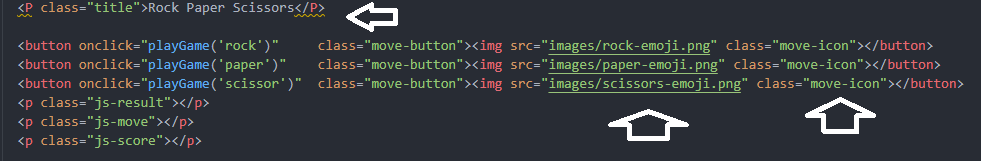 <P class="title">Rock Paper Scissors</P>
<button onclick="playGame('rock')" class="move-button"><img src="images/rock-emoji.png" class="move-icon"></button>
<button onclick="playGame('paper')" class="move-button"><img src="images/paper-emoji.png" class="move-icon"></button>
<button onclick="playGame('scissor')" class="move-button"><img src="images/scissors-emoji.png" class="move-icon"></button>
<p class="js-result"></p>
<p class="js-move"></p>
<p class="js-score"></p>